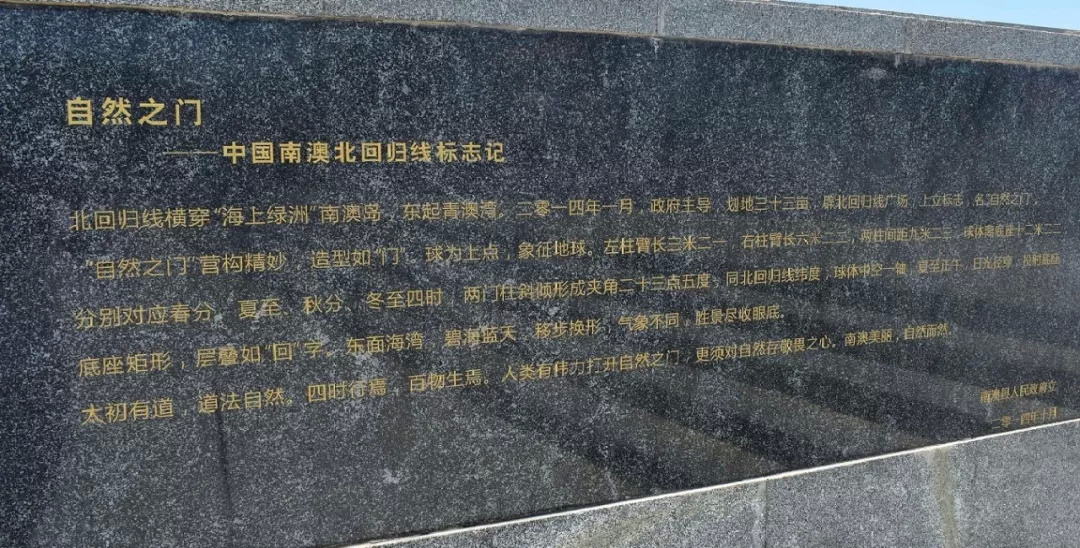 自然之门
——中国南澳北回归线标志记
北回归线横穿“海上绿洲”南澳岛，东起青澳湾。二零一四年一月，政府主导，划地三十三亩，辟北回归线广场，上立标志，名“自然之门”。
“自然之门”营构精妙，造型如“门”，球为上点，象征地球。左柱臂长三米二一，右柱臂长六米二二，两柱间距九米二三，球体离底座十二米二二
分别对应春分、夏至、秋分、冬至四时，两门柱斜倾形成夹角二十三点五度，同北回归线纬度，球体中空一轴，夏至正午，日光径穿，投射底部
底座矩形，层叠如“回”字。东面海湾，碧海蓝天，移步换形，气象不同，胜景尽收眼底。
太初有道，道法自然。四时行焉，百物生焉。人类有伟力打开自然之门，更须对自然存敬畏之心。南澳美丽，自然而然。
南澳县人民政府立
二零一四年十月